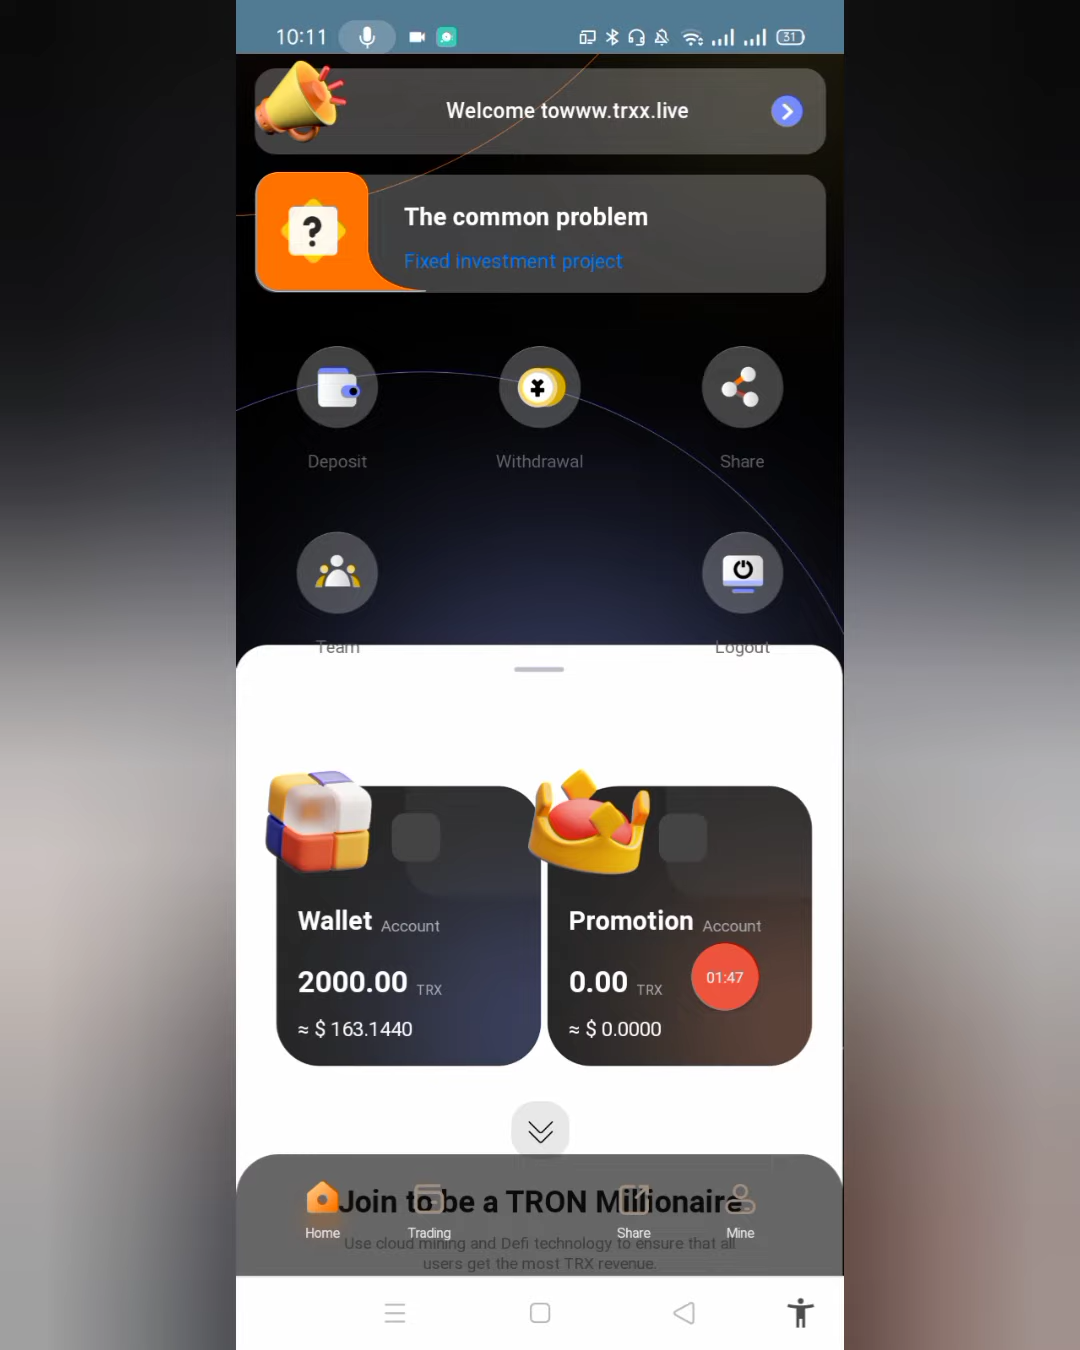 10:11
31
Welcome towww.trxx.live
The common problem
Fixed investment project
Deposit
Withdrawal
Share
Team
Logout
Wallet Account
Promotion Account
2000.00 TRX
0.00 TRX
01:47
≈ $ 163.1440
≈ $ 0.0000
Join to be a TRON Millionaire
Home
Trading
Share
Mine
Use cloud mining and Defi technology to ensure that all
users get the most TRX revenue.